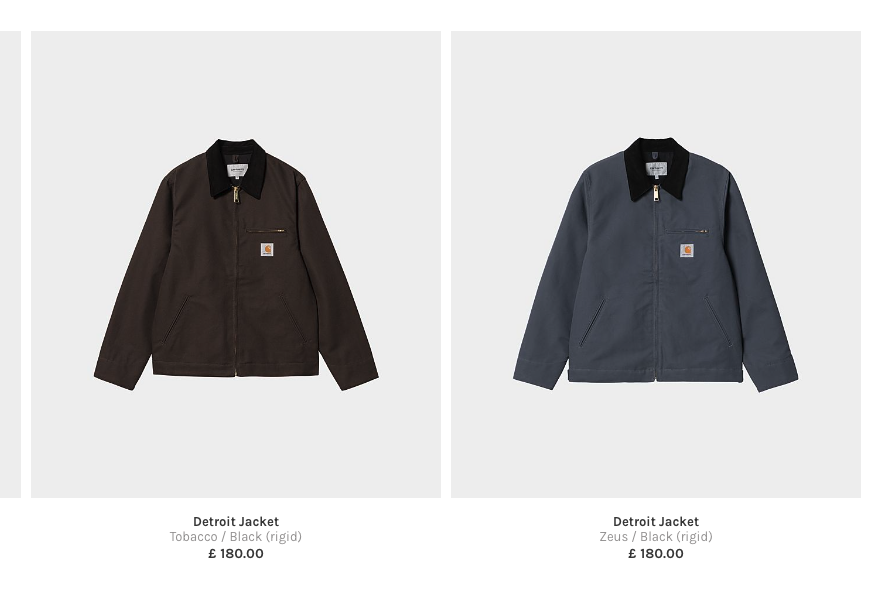 Detroit Jacket
Tobacco / Black (rigid)
£ 180.00
Detroit Jacket
Zeus / Black (rigid)
£ 180.00